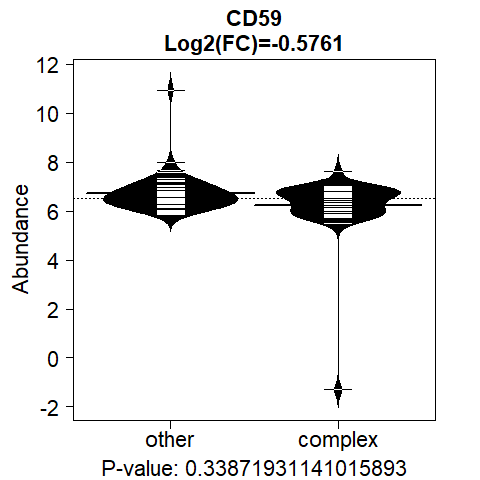 CD59
Log2(FC)=-0.5761
Abundance
12
10
8
6
4
2
0
-2
other complex
P-value: 0.33871931141015893